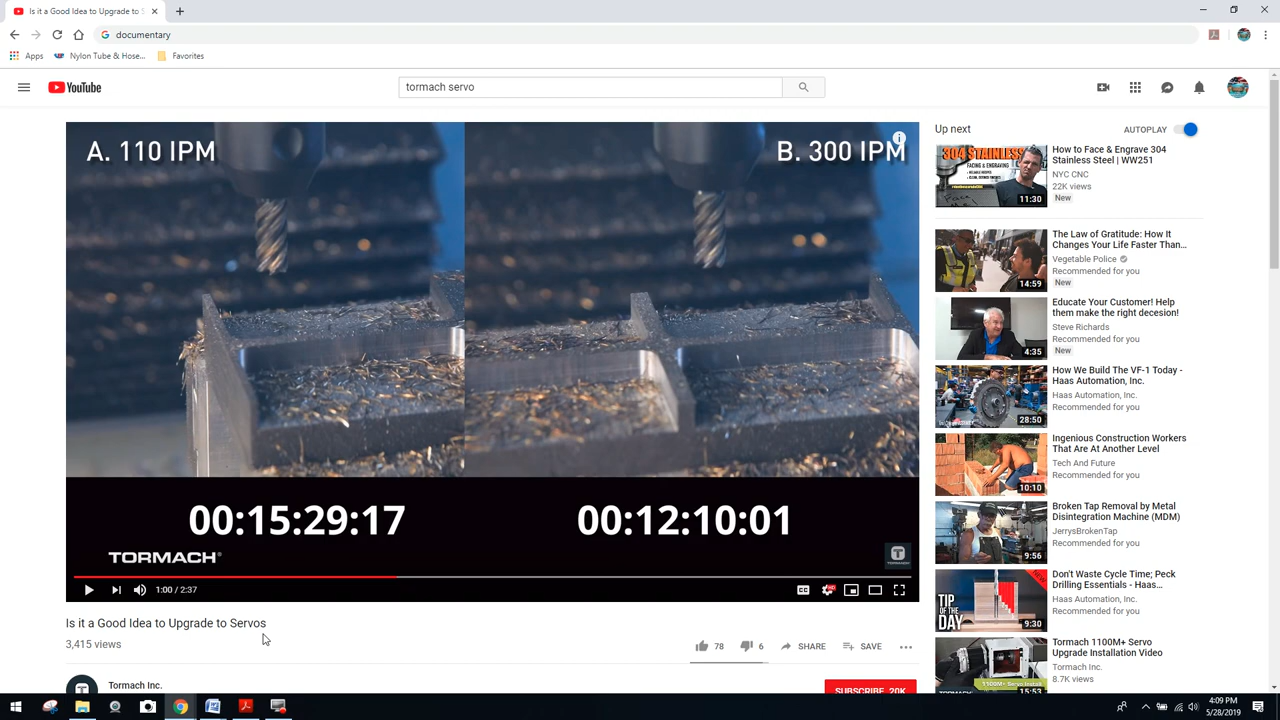 Is it a Good Idea to Upgrade to S
documentary
Apps
Nylon Tube & Hose...
Favorites
YouTube
tormach servo
A. 110 IPM
B. 300 IPM
00:15:29:17
00:12:10:01
TORMACH
TORMACH
1:00 / 2:37
Is it a Good Idea to Upgrade to Servos
3,415 views
78
6
SHARE
SAVE
Tormach Inc.
SUBSCRIBE 20K
Up next
AUTOPLAY
304 STAINLESS
FACING & ENGRAVING
11:30
How to Face & Engrave 304
Stainless Steel | WW251
NYC CNC
22K views
New
14:59
The Law of Gratitude: How It
Changes Your Life Faster Than...
Vegetable Police
Recommended for you
New
4:35
Educate Your Customer! Help
them make the right decesion!
Steve Richards
Recommended for you
New
28:50
How We Build The VF-1 Today -
Haas Automation, Inc.
Haas Automation, Inc.
Recommended for you
10:10
Ingenious Construction Workers
That Are At Another Level
Tech And Future
Recommended for you
9:56
Broken Tap Removal by Metal
Disintegration Machine (MDM)
JerrysBrokenTap
Recommended for you
TIP
OF THE
DAY
NEW
9:30
Don't Waste Cycle Time; Peck
Drilling Essentials - Haas...
Haas Automation, Inc.
Recommended for you
1100M+ Servo Install
15:53
Tormach 1100M+ Servo
Upgrade Installation Video
Tormach Inc.
8.7K views
4:09 PM
5/28/2019